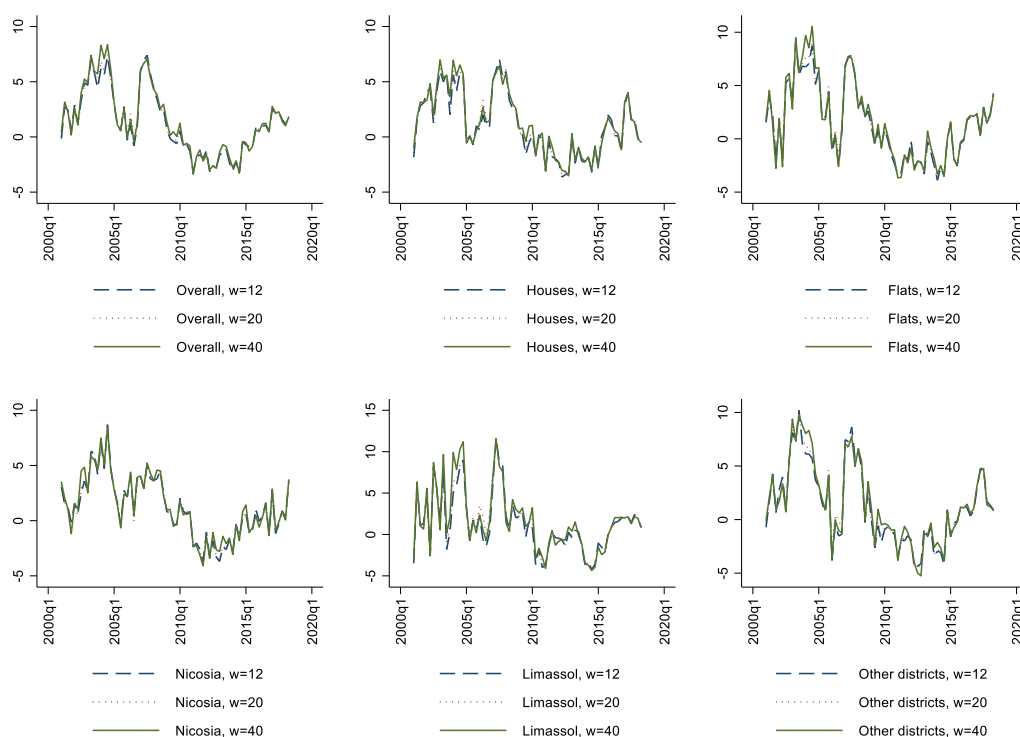 10
5
0
-5
2000q1
2005q1
2010q1
2015q1
2020q1
Overall, w=12
Overall, w=20
Overall, w=40
10
5
0
-5
2000q1
2005q1
2010q1
2015q1
2020q1
Houses, w=12
Houses, w=20
Houses, w=40
10
5
0
-5
2000q1
2005q1
2010q1
2015q1
2020q1
Flats, w=12
Flats, w=20
Flats, w=40
10
5
0
-5
2000q1
2005q1
2010q1
2015q1
2020q1
Nicosia, w=12
Nicosia, w=20
Nicosia, w=40
15
10
5
0
-5
2000q1
2005q1
2010q1
2015q1
2020q1
Limassol, w=12
Limassol, w=20
Limassol, w=40
10
5
0
-5
2000q1
2005q1
2010q1
2015q1
2020q1
Other districts, w=12
Other districts, w=20
Other districts, w=40